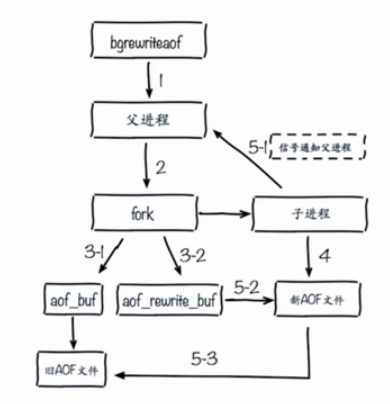 bgrewriteaof
1
父进程
5-1
信号通知父进程
2
fork
子进程
3-1
3-2
4
aof_buf
aof_rewrite_buf
5-2
新AOF文件
5-3
旧AOF文件